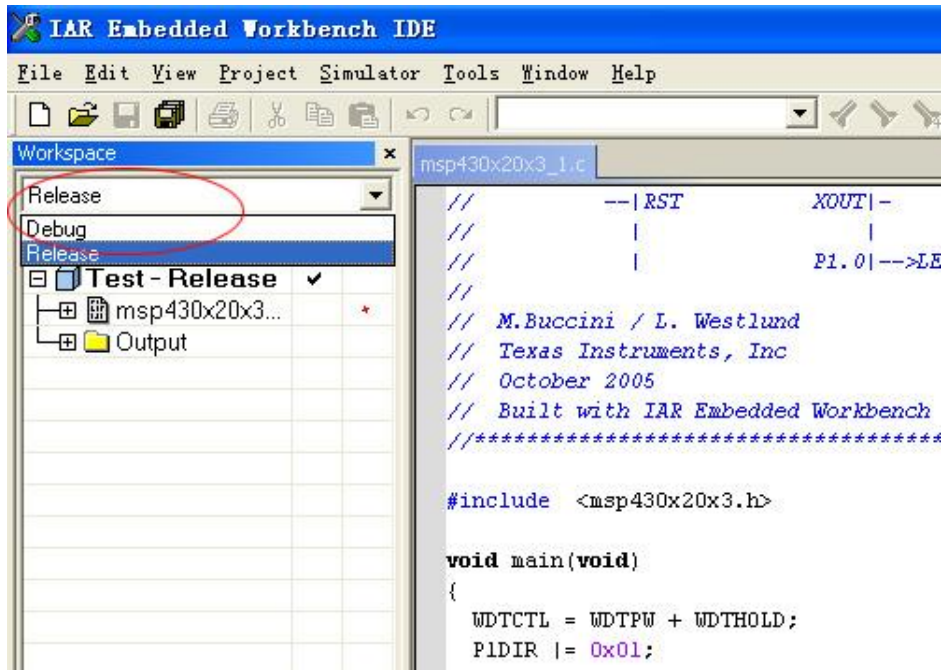 IAR Embedded Workbench IDE
File Edit View Project Simulator Tools Window Help
Workspace
Release
Debug
Release
Test - Release
msp430x20x3...
Output
msp430x20x3_1.c
// --|RST XOUT|-
// | |
// | P1.0|-->LE
//
// M.Buccini / L. Westlund
// Texas Instruments, Inc
// October 2005
// Built with IAR Embedded Workbench
//************************************
#include <msp430x20x3.h>
void main(void)
{
WDTCTL = WDTPW + WDTHOLD;
P1DIR |= 0x01;